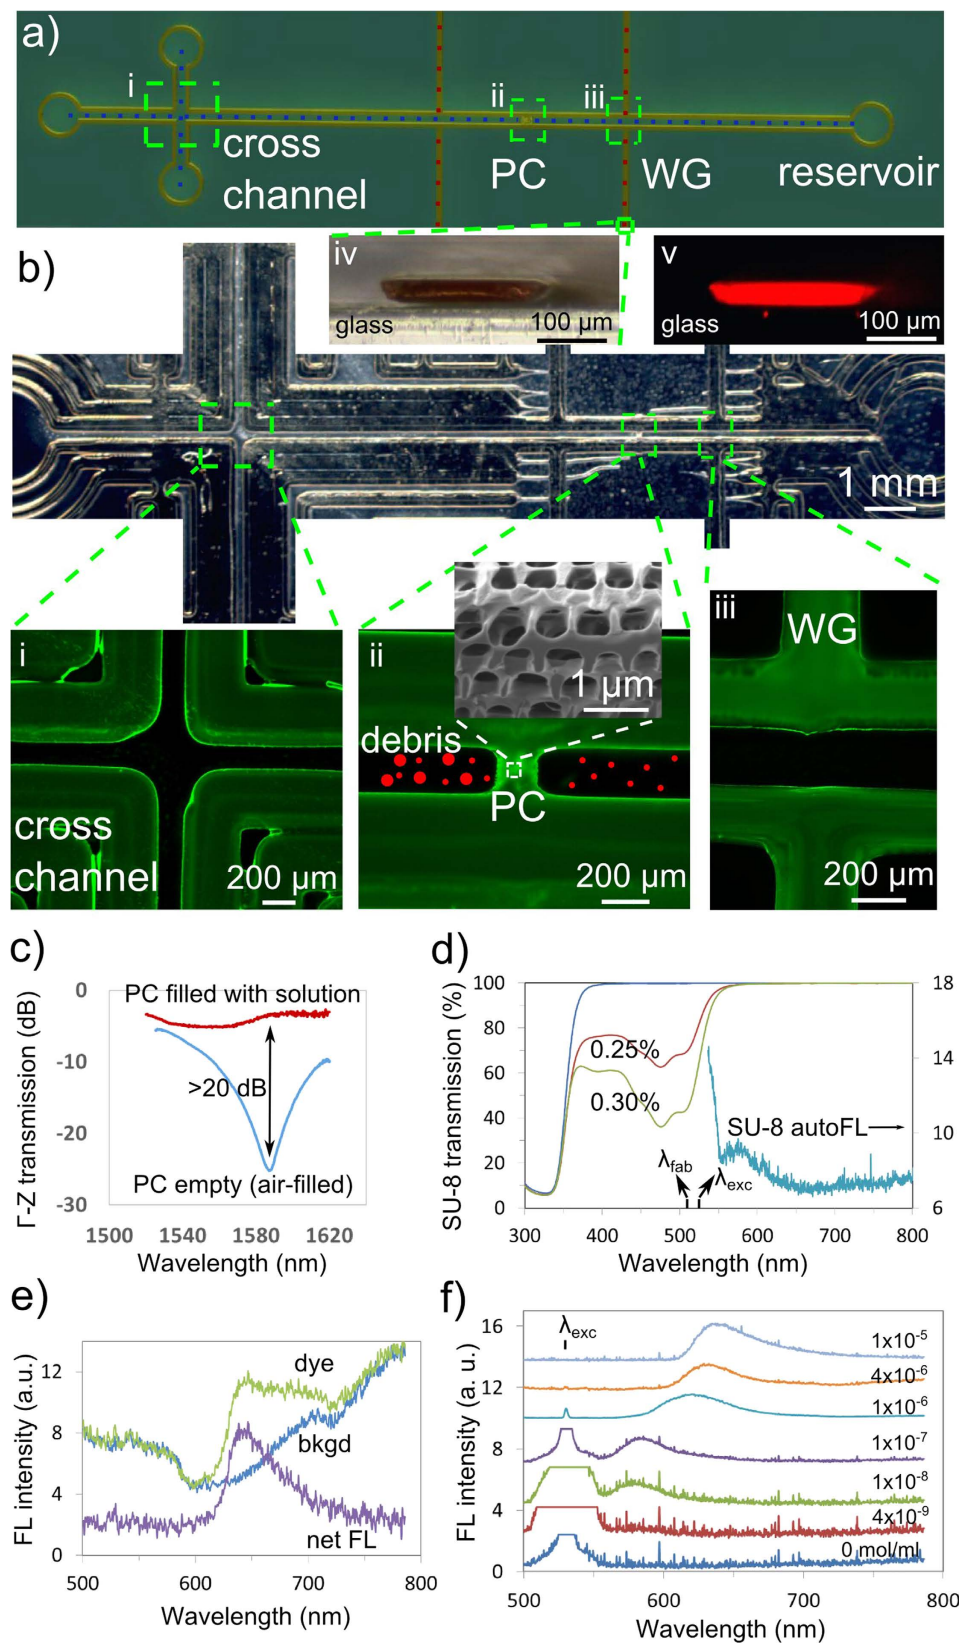 a)
i
ii
iii
cross
channel
PC
WG
reservoir
b)
iv
glass
100 µm
v
glass
100 µm
1 mm
i
cross
channel
200 µm
ii
1 µm
debris
PC
200 µm
iii
WG
200 µm
c)
Γ-Z transmission (dB)
0
-10
-20
-30
PC filled with solution
>20 dB
PC empty (air-filled)
1500 1540 1580 1620
Wavelength (nm)
d)
SU-8 transmission (%)
100
80
60
40
20
0
18
14
10
6
0.25%
0.30%
SU-8 autoFL
λfab
λexc
300 400 500 600 700 800
Wavelength (nm)
e)
FL intensity (a.u.)
12
8
4
0
dye
bkgd
net FL
500 600 700 800
Wavelength (nm)
f)
FL intensity (a. u.)
16
12
8
4
0
λexc
1x10-5
4x10-6
1x10-6
1x10-7
1x10-8
4x10-9
0 mol/ml
500 600 700 800
Wavelength (nm)